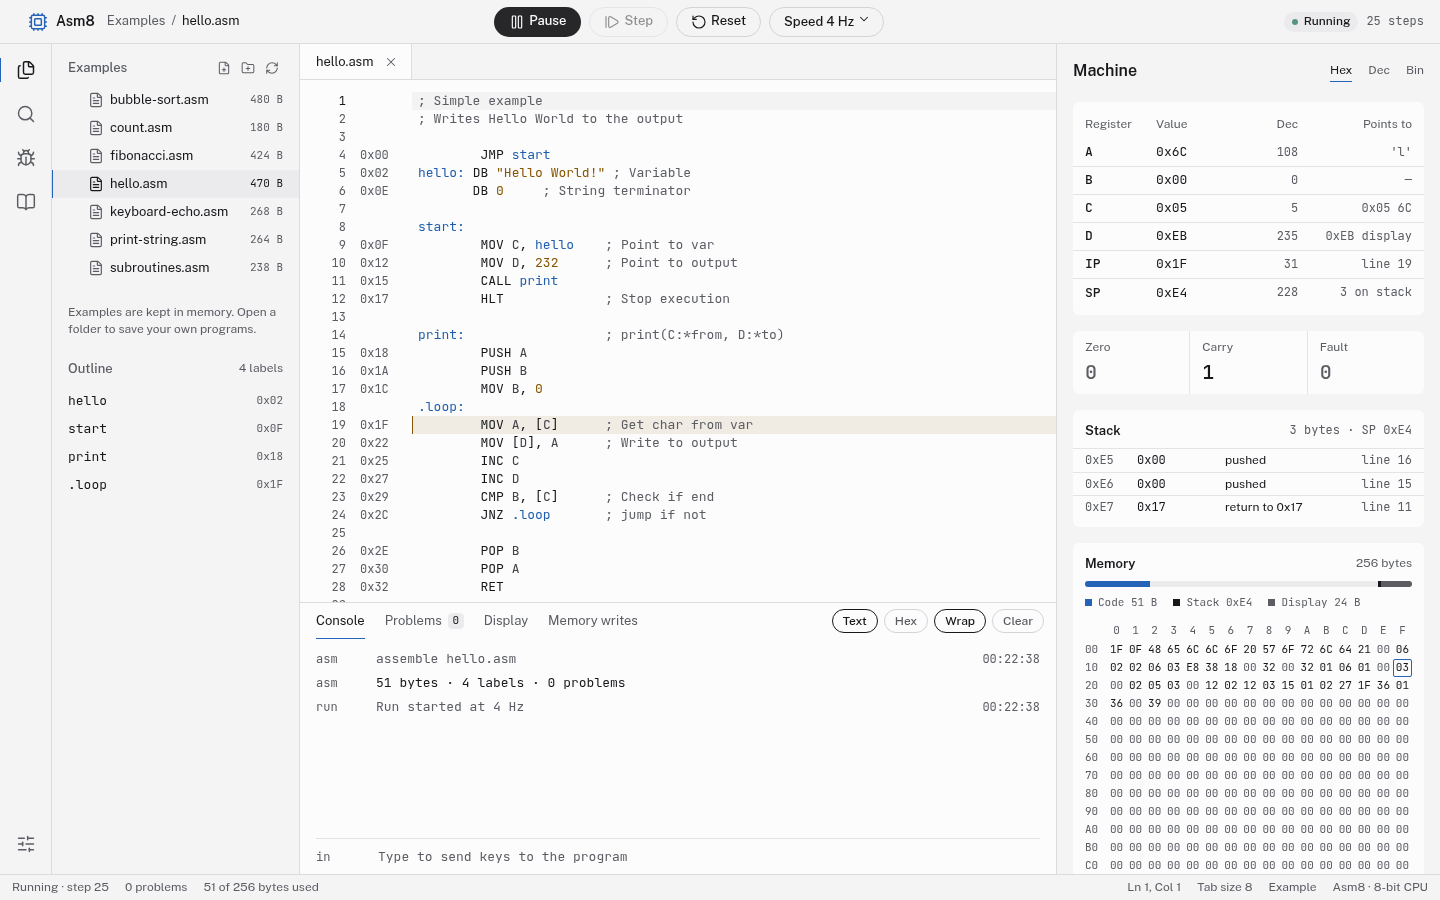 Asm8 Examples / hello.asm Pause Step Reset Speed 4 Hz Running 25 steps
Examples
bubble-sort.asm 480 B
count.asm 180 B
fibonacci.asm 424 B
hello.asm 470 B
keyboard-echo.asm 268 B
print-string.asm 264 B
subroutines.asm 238 B
Examples are kept in memory. Open a
folder to save your own programs.
Outline 4 labels
hello 0x02
start 0x0F
print 0x18
.loop 0x1F
hello.asm
1 ; Simple example
2 ; Writes Hello World to the output
3
4 0x00 JMP start
5 0x02 hello: DB "Hello World!" ; Variable
6 0x0E DB 0 ; String terminator
7
8 start:
9 0x0F MOV C, hello ; Point to var
10 0x12 MOV D, 232 ; Point to output
11 0x15 CALL print
12 0x17 HLT ; Stop execution
13
14 print: ; print(C:*from, D:*to)
15 0x18 PUSH A
16 0x1A PUSH B
17 0x1C MOV B, 0
18 .loop:
19 0x1F MOV A, [C] ; Get char from var
20 0x22 MOV [D], A ; Write to output
21 0x25 INC C
22 0x27 INC D
23 0x29 CMP B, [C] ; Check if end
24 0x2C JNZ .loop ; jump if not
25
26 0x2E POP B
27 0x30 POP A
28 0x32 RET
Console Problems 0 Display Memory writes Text Hex Wrap Clear
asm assemble hello.asm 00:22:38
asm 51 bytes · 4 labels · 0 problems
run Run started at 4 Hz 00:22:38
in Type to send keys to the program
Machine Hex Dec Bin
Register Value Dec Points to
A 0x6C 108 'l'
B 0x00 0 —
C 0x05 5 0x05 6C
D 0xEB 235 0xEB display
IP 0x1F 31 line 19
SP 0xE4 228 3 on stack
Zero Carry Fault
0 1 0
Stack 3 bytes · SP 0xE4
0xE5 0x00 pushed line 16
0xE6 0x00 pushed line 15
0xE7 0x17 return to 0x17 line 11
Memory 256 bytes
Code 51 B Stack 0xE4 Display 24 B
0 1 2 3 4 5 6 7 8 9 A B C D E F
00 1F 0F 48 65 6C 6C 6F 20 57 6F 72 6C 64 21 00 06
10 02 02 06 03 E8 38 18 00 32 00 32 01 06 01 00 03
20 00 02 05 03 00 12 02 12 03 15 01 02 27 1F 36 01
30 36 00 39 00 00 00 00 00 00 00 00 00 00 00 00 00
40 00 00 00 00 00 00 00 00 00 00 00 00 00 00 00 00
50 00 00 00 00 00 00 00 00 00 00 00 00 00 00 00 00
60 00 00 00 00 00 00 00 00 00 00 00 00 00 00 00 00
70 00 00 00 00 00 00 00 00 00 00 00 00 00 00 00 00
80 00 00 00 00 00 00 00 00 00 00 00 00 00 00 00 00
90 00 00 00 00 00 00 00 00 00 00 00 00 00 00 00 00
A0 00 00 00 00 00 00 00 00 00 00 00 00 00 00 00 00
B0 00 00 00 00 00 00 00 00 00 00 00 00 00 00 00 00
C0 00 00 00 00 00 00 00 00 00 00 00 00 00 00 00 00
Running · step 25 0 problems 51 of 256 bytes used Ln 1, Col 1 Tab size 8 Example Asm8 · 8-bit CPU